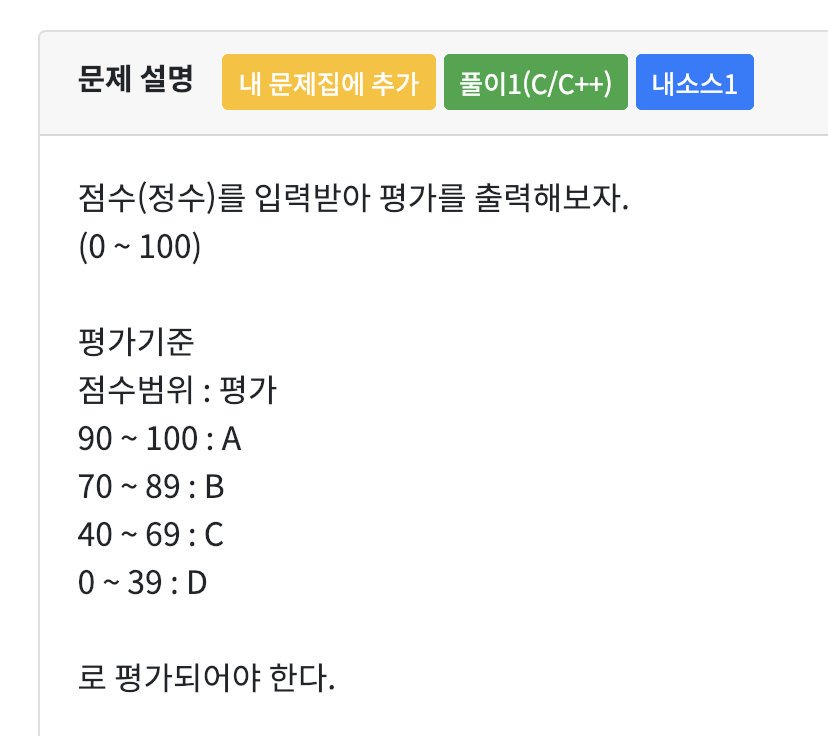 문제 설명 내 문제집에 추가 풀이1(C/C++) 내소스1
점수(정수)를 입력받아 평가를 출력해보자.
(0 ~ 100)
평가기준
점수범위 : 평가
90 ~ 100 : A
70 ~ 89 : B
40 ~ 69 : C
0 ~ 39 : D
로 평가되어야 한다.